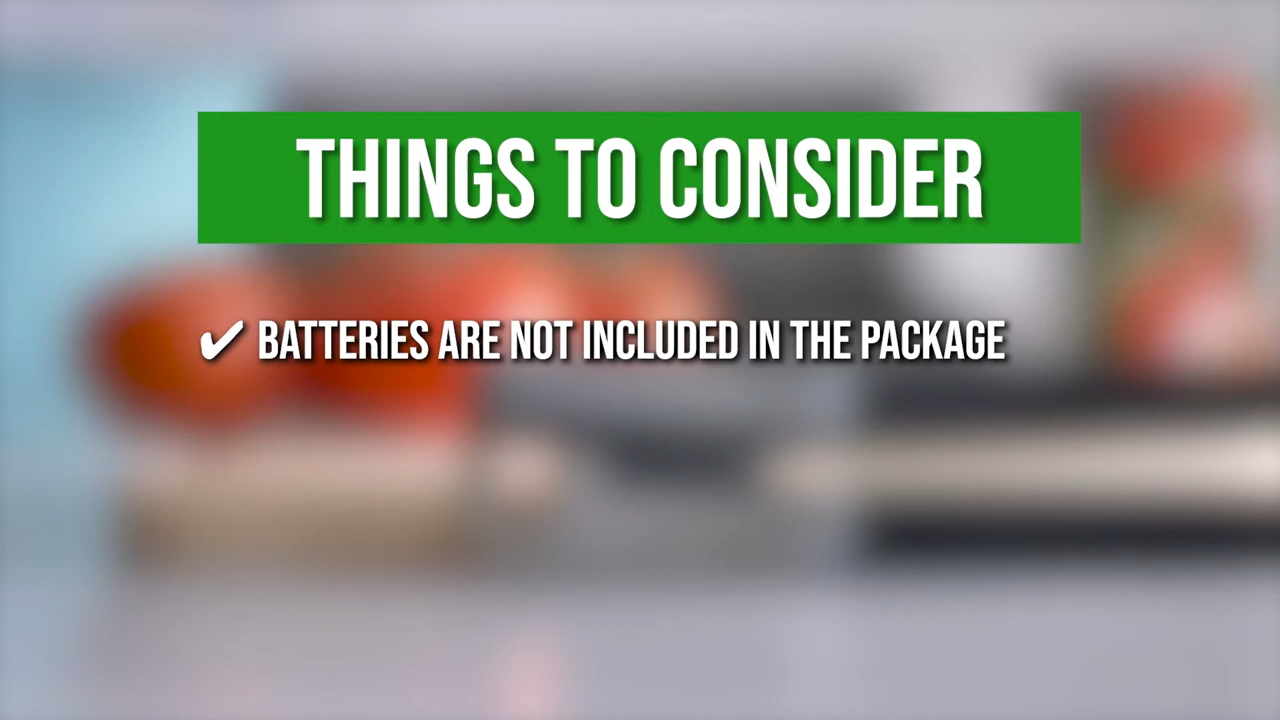 THINGS TO CONSIDER
✔ BATTERIES ARE NOT INCLUDED IN THE PACKAGE